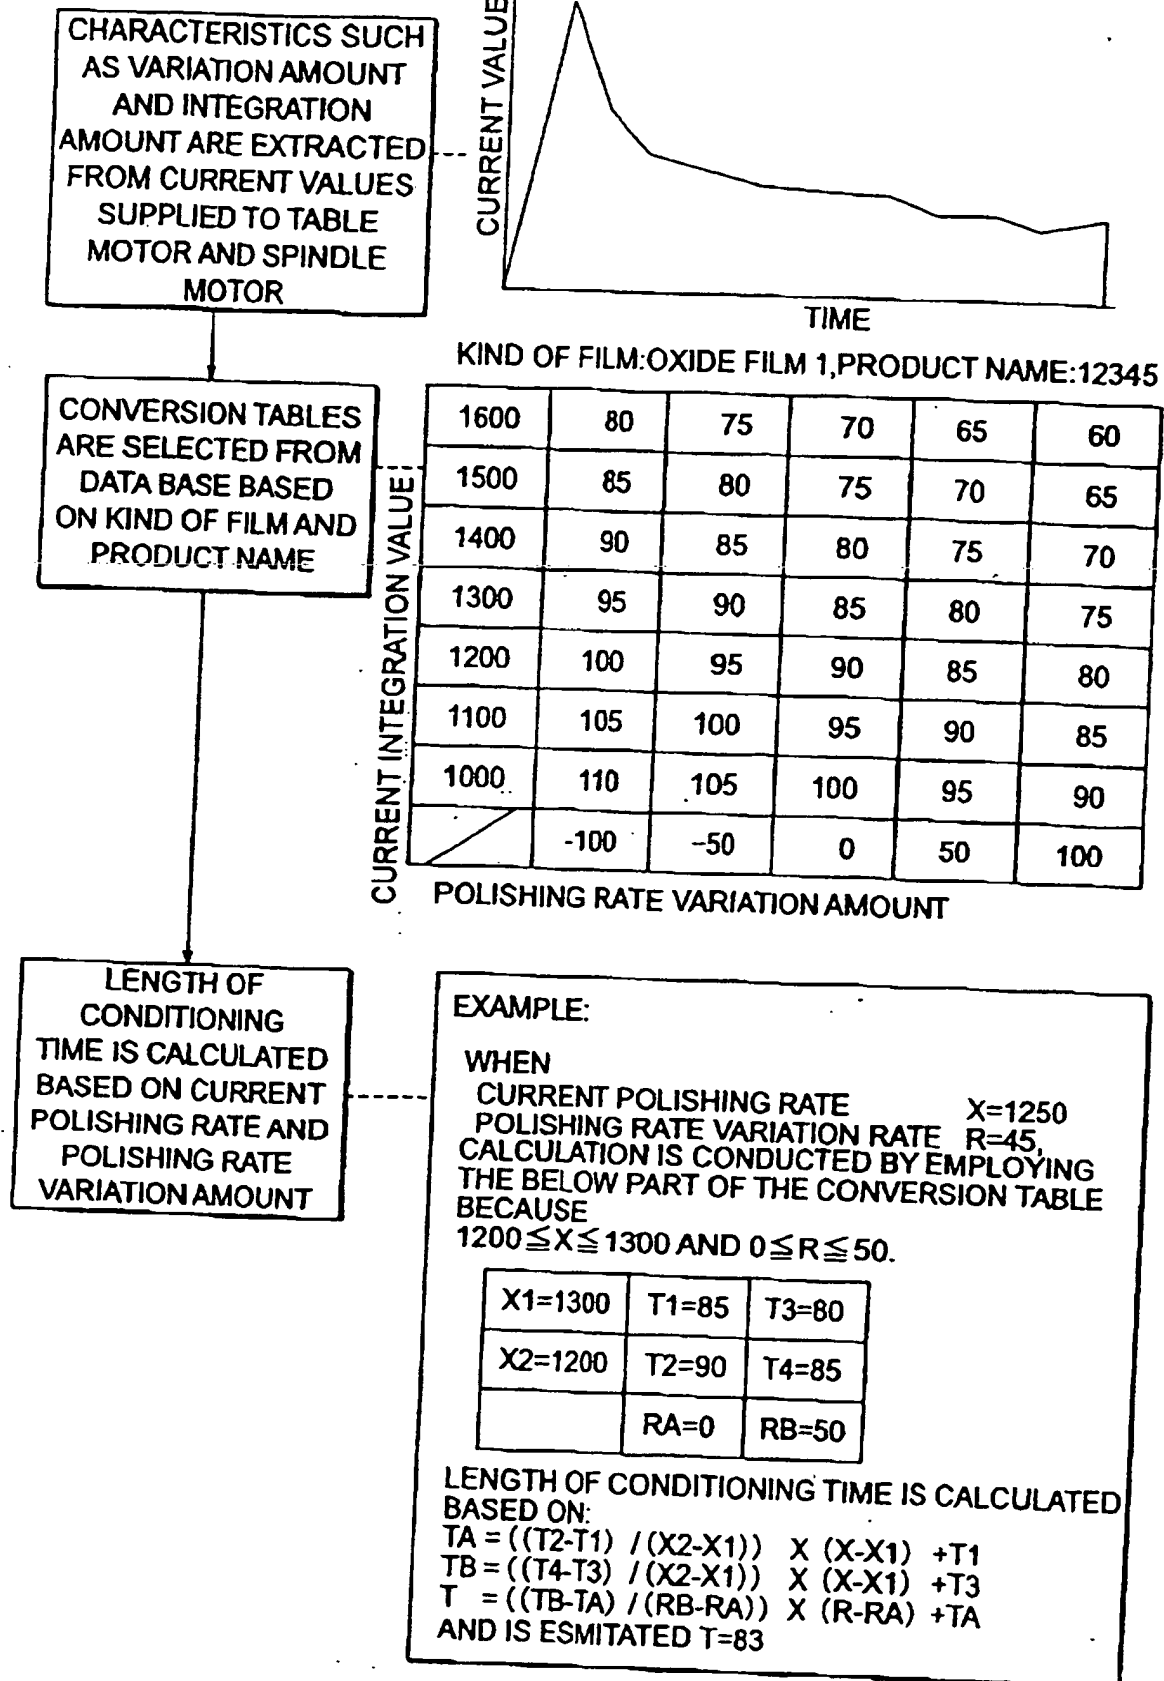 CHARACTERISTICS SUCH
AS VARIATION AMOUNT
AND INTEGRATION
AMOUNT ARE EXTRACTED
FROM CURRENT VALUES
SUPPLIED TO TABLE
MOTOR AND SPINDLE
MOTOR
CURRENT VALUE
TIME
CONVERSION TABLES
ARE SELECTED FROM
DATA BASE BASED
ON KIND OF FILM AND
PRODUCT NAME
KIND OF FILM:OXIDE FILM 1,PRODUCT NAME:12345
CURRENT INTEGRATION VALUE
1600 80 75 70 65 60
1500 85 80 75 70 65
1400 90 85 80 75 70
1300 95 90 85 80 75
1200 100 95 90 85 80
1100 105 100 95 90 85
1000 110 105 100 95 90
-100 -50 0 50 100
POLISHING RATE VARIATION AMOUNT
LENGTH OF
CONDITIONING
TIME IS CALCULATED
BASED ON CURRENT
POLISHING RATE AND
POLISHING RATE
VARIATION AMOUNT
EXAMPLE:
WHEN
CURRENT POLISHING RATE X=1250
POLISHING RATE VARIATION RATE R=45,
CALCULATION IS CONDUCTED BY EMPLOYING
THE BELOW PART OF THE CONVERSION TABLE
BECAUSE
1200≦X≦1300 AND 0≦R≦50.
X1=1300 T1=85 T3=80
X2=1200 T2=90 T4=85
RA=0 RB=50
LENGTH OF CONDITIONING TIME IS CALCULATED
BASED ON:
TA = ((T2-T1) / (X2-X1)) X (X-X1) +T1
TB = ((T4-T3) / (X2-X1)) X (X-X1) +T3
T = ((TB-TA) / (RB-RA)) X (R-RA) +TA
AND IS ESMITATED T=83